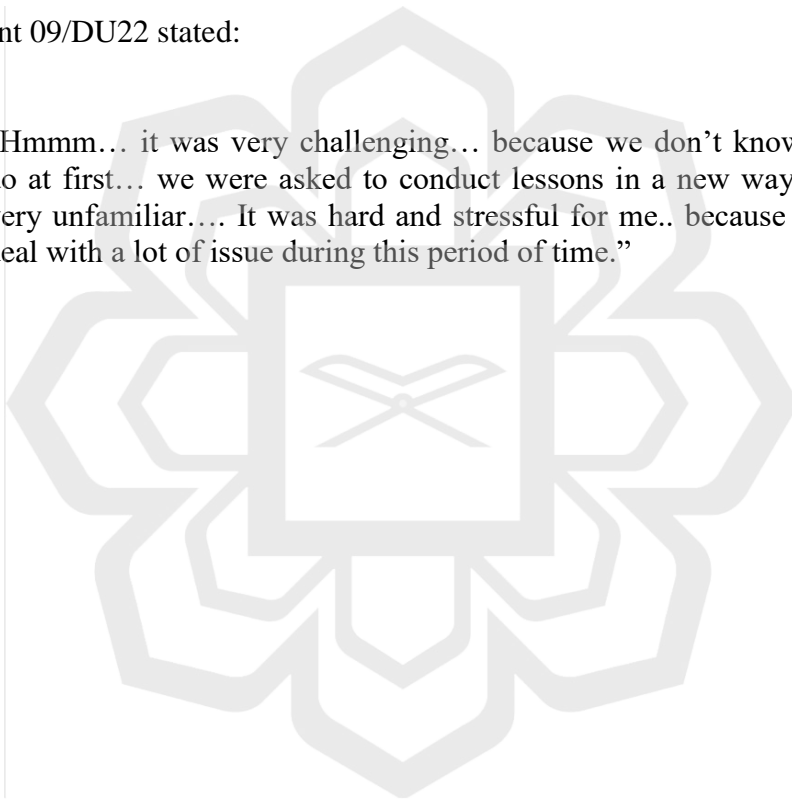 nt 09/DU22 stated:
Hmmm… it was very challenging… because we don’t know
o at first… we were asked to conduct lessons in a new way
ery unfamiliar…. It was hard and stressful for me.. because
eal with a lot of issue during this period of time.”